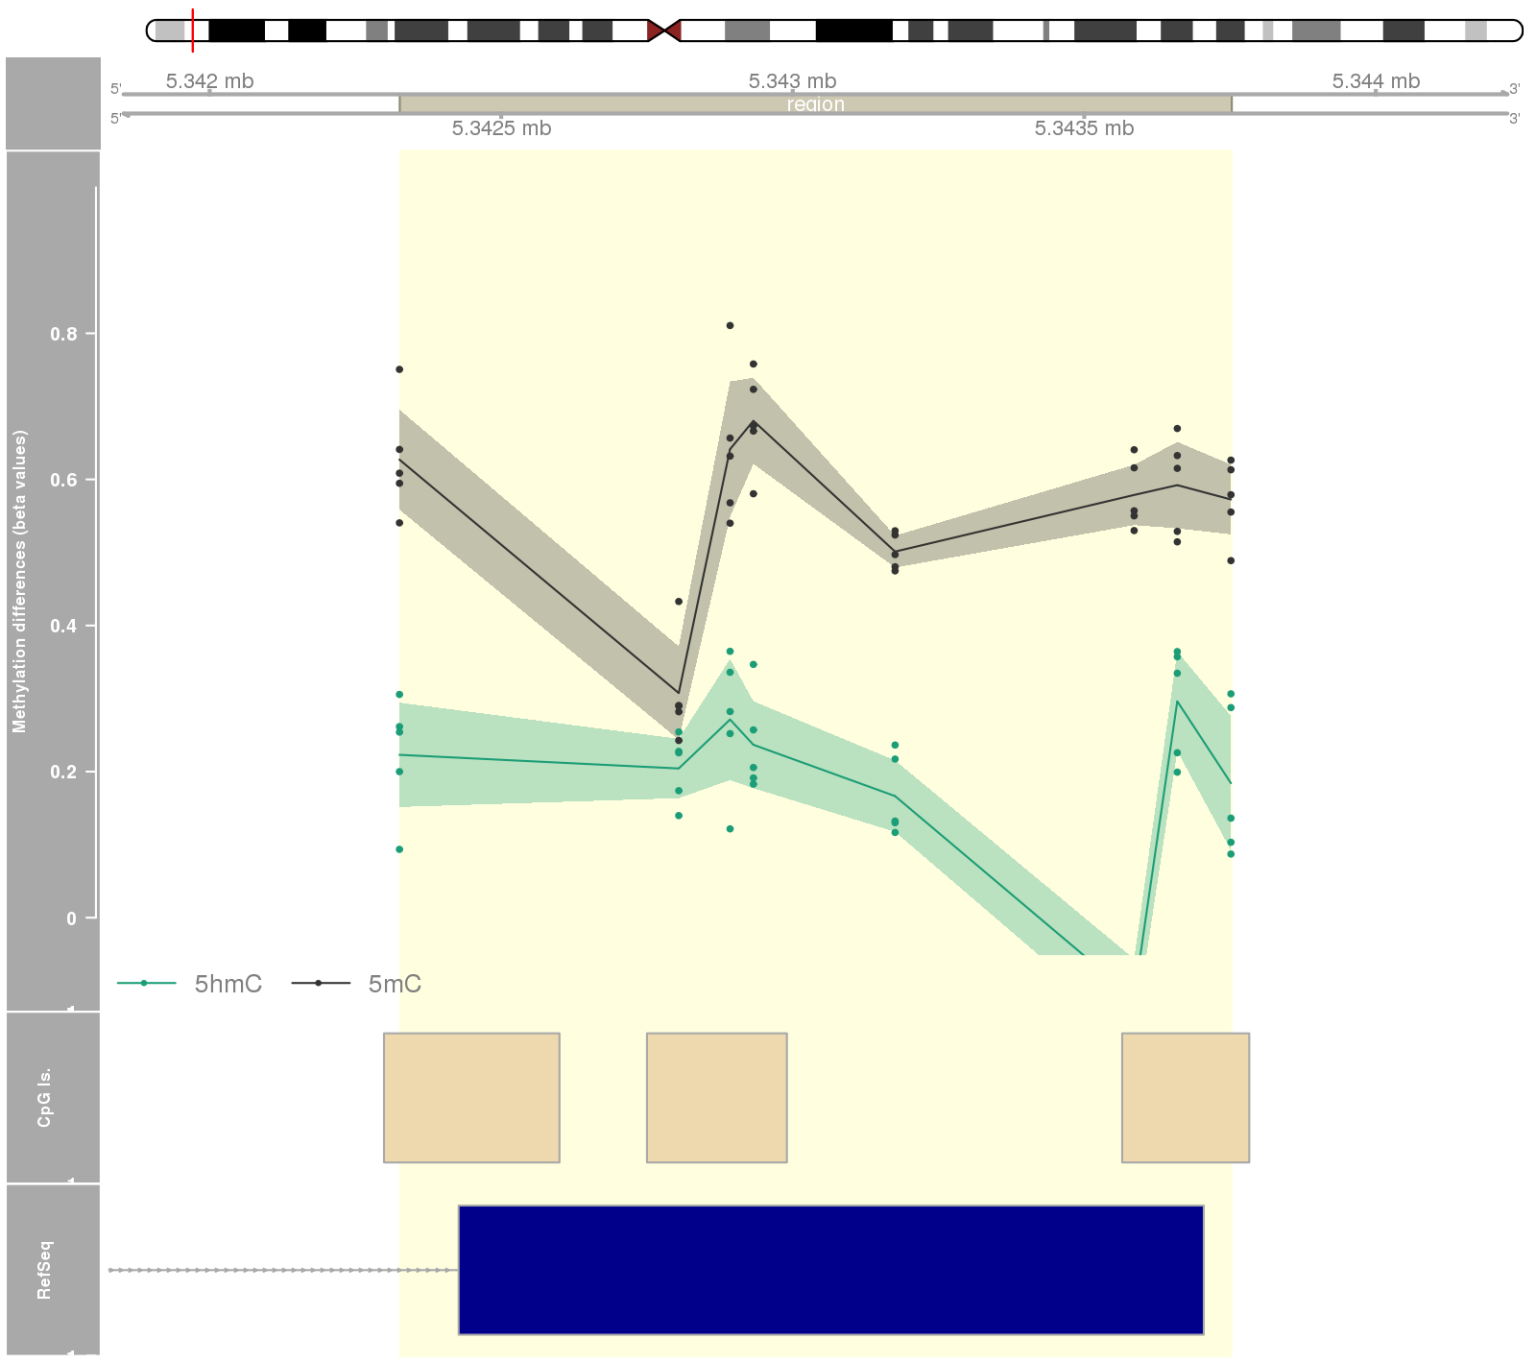 5.342 mb
5.343 mb
5.344 mb
5'
3'
region
5'
3'
5.3425 mb
5.3435 mb
Methylation differences (beta values)
0.8
0.6
0.4
0.2
0
5hmC
5mC
CpG Is.
RefSeq